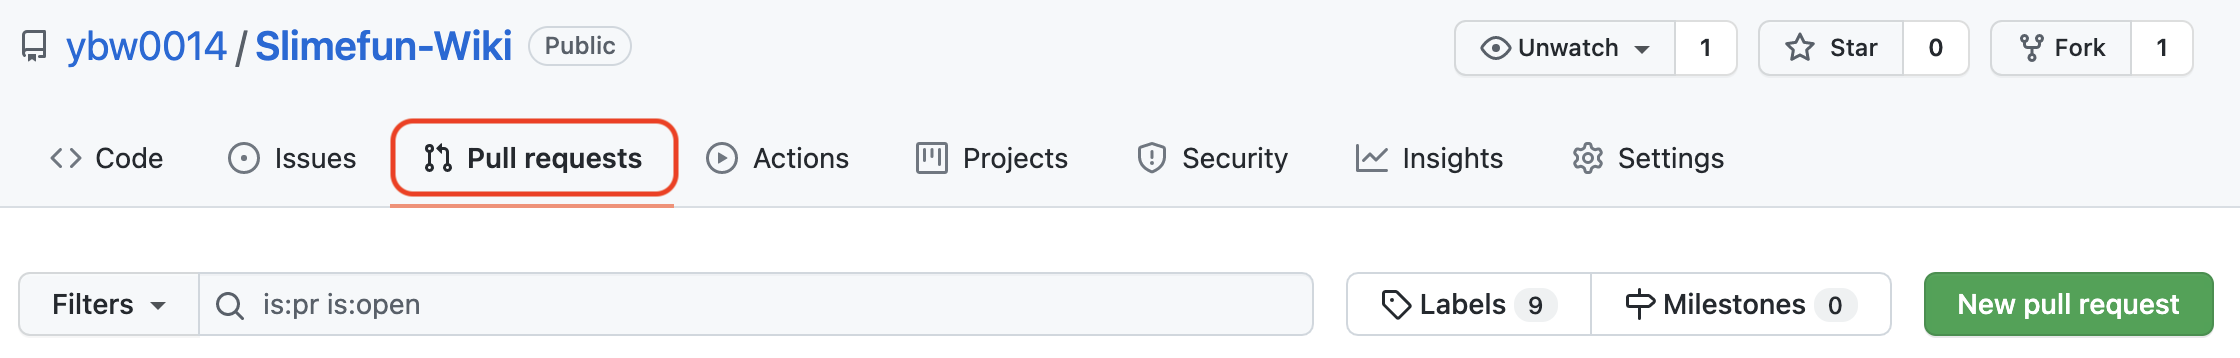 ybw0014 / Slimefun-Wiki Public Unwatch 1 Star 0 Fork 1
Code Issues Pull requests Actions Projects Security Insights Settings
Filters is:pr is:open Labels 9 Milestones 0 New pull request